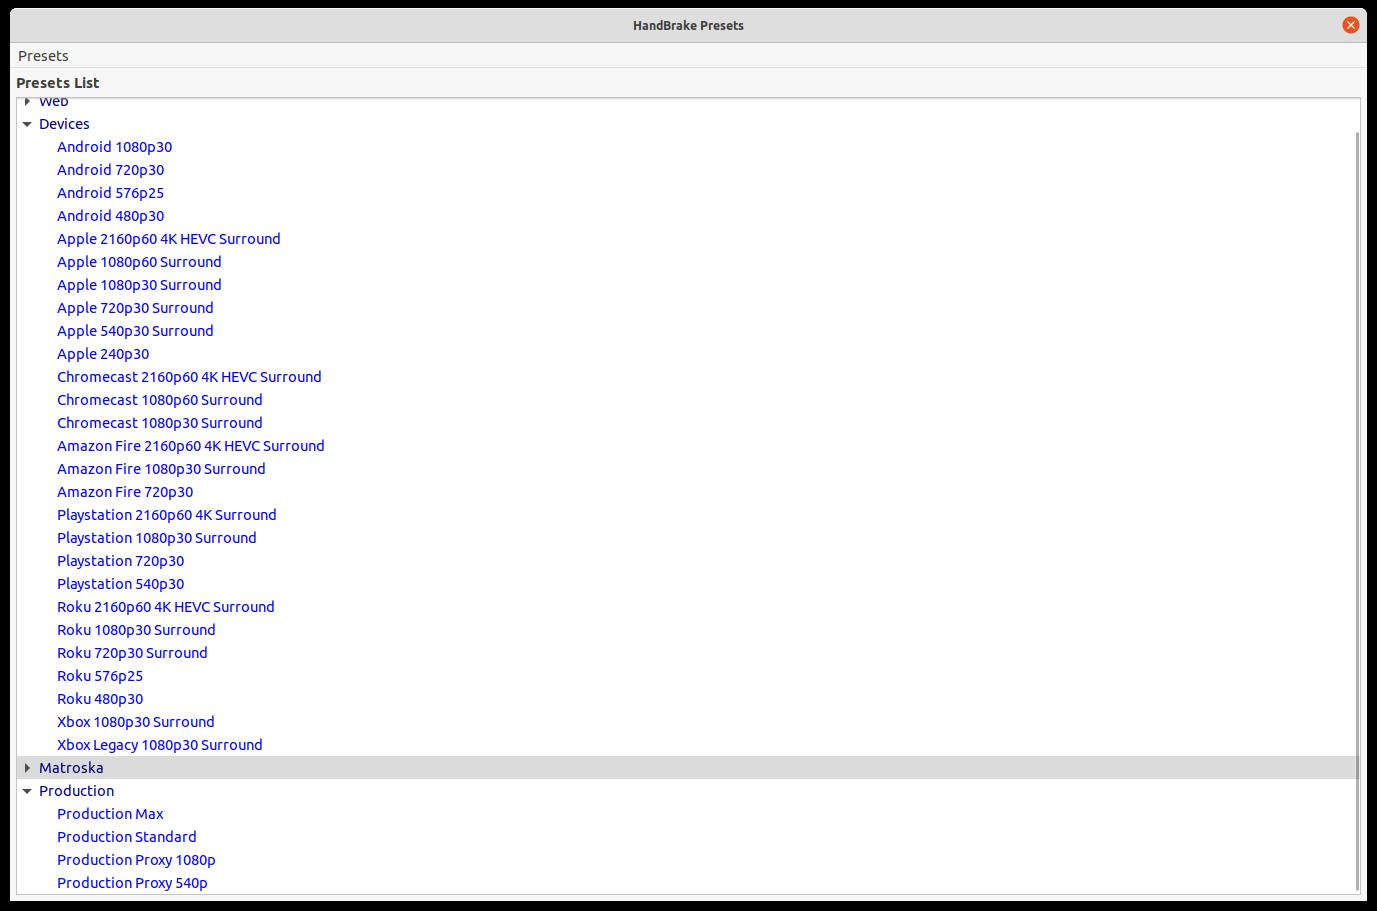 HandBrake Presets
Presets
Presets List
Web
Devices
Android 1080p30
Android 720p30
Android 576p25
Android 480p30
Apple 2160p60 4K HEVC Surround
Apple 1080p60 Surround
Apple 1080p30 Surround
Apple 720p30 Surround
Apple 540p30 Surround
Apple 240p30
Chromecast 2160p60 4K HEVC Surround
Chromecast 1080p60 Surround
Chromecast 1080p30 Surround
Amazon Fire 2160p60 4K HEVC Surround
Amazon Fire 1080p30 Surround
Amazon Fire 720p30
Playstation 2160p60 4K Surround
Playstation 1080p30 Surround
Playstation 720p30
Playstation 540p30
Roku 2160p60 4K HEVC Surround
Roku 1080p30 Surround
Roku 720p30 Surround
Roku 576p25
Roku 480p30
Xbox 1080p30 Surround
Xbox Legacy 1080p30 Surround
Matroska
Production
Production Max
Production Standard
Production Proxy 1080p
Production Proxy 540p